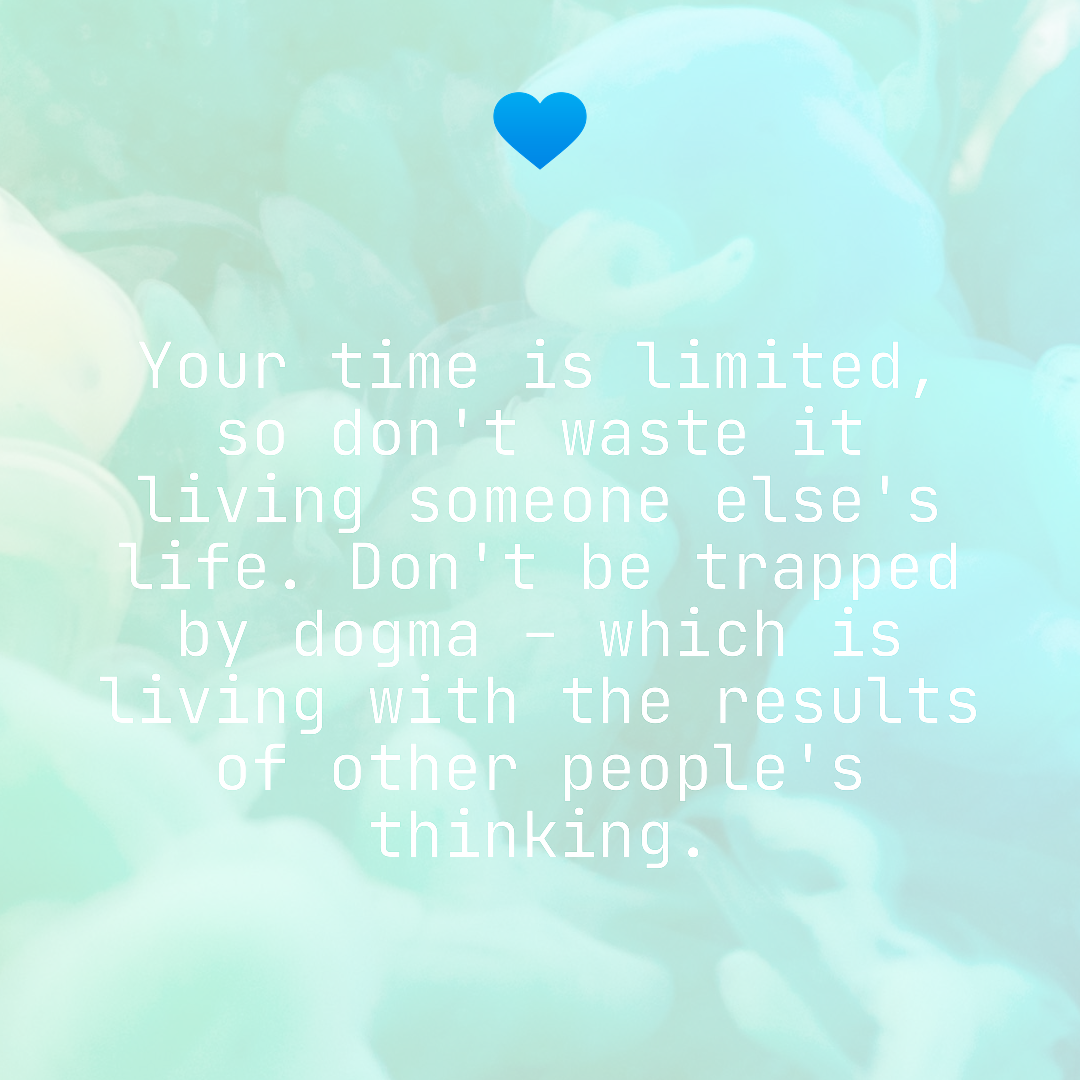 Your time is limited,
so don't waste it
living someone else's
life. Don't be trapped
by dogma – which is
living with the results
of other people's
thinking.